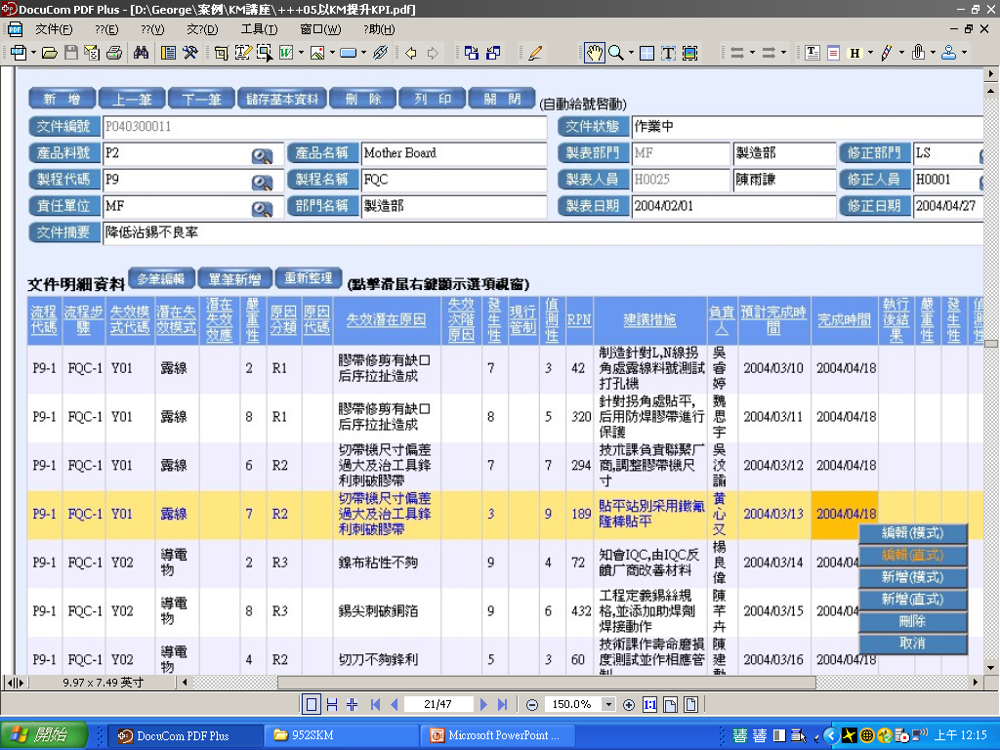 DocuCom PDF Plus - [D:\George\案例\KM講座\+++05以KM提升KPI.pdf]
文件(F) ??(E) ??(V) 文?(D) 工具(T) 窗口(W) ?助(H)
新 增 上一筆 下一筆 儲存基本資料 刪 除 列 印 關 閉 (自動給號啓動)
文件編號 P040300011 文件狀態 作業中
產品料號 P2 產品名稱 Mother Board 製表部門 MF 製造部 修正部門 LS
製程代碼 P9 製程名稱 FQC 製表人員 H0025 陳雨謙 修正人員 H0001
責任單位 MF 部門名稱 製造部 製表日期 2004/02/01 修正日期 2004/04/27
文件摘要 降低沾錫不良率
文件明細資料 多筆編輯 單筆新增 重新整理 (點擊滑鼠右鍵顯示選項視窗)
流程代碼 流程步驟 失效模式代碼 潛在失效模式 潛在失效效應 嚴重性 原因分類 原因代碼 失效潛在原因 失效次階原因 發生性 現行管制 偵測性 RPN 建議措施 負責人 預計完成時間 完成時間 執行後結果 嚴重性 發生性 偵測性
P9-1 FQC-1 Y01 露線 2 R1 膠帶修剪有缺口后序拉扯造成 7 3 42 制造針對L,N線拐角處露線料號測試打孔機 吳睿婷 2004/03/10 2004/04/18
P9-1 FQC-1 Y01 露線 8 R1 膠帶修剪有缺口后序拉扯造成 8 5 320 針對拐角處貼平,后用防焊膠帶進行保護 魏思宇 2004/03/11 2004/04/18
P9-1 FQC-1 Y01 露線 6 R2 切帶機尺寸偏差過大及治工具鋒利刺破膠帶 7 7 294 技朮課負責聯繫厂商,調整膠帶機尺寸 吳汶諭 2004/03/12 2004/04/18
P9-1 FQC-1 Y01 露線 7 R2 切帶機尺寸偏差過大及治工具鋒利刺破膠帶 3 9 189 貼平站別采用鐵氟隆棒貼平 黃心又 2004/03/13 2004/04/18
P9-1 FQC-1 Y02 導電物 2 R3 鎳布粘性不夠 9 4 72 知會IQC,由IQC反饋厂商改善材料 楊良偉 2004/03/14 2004/04
P9-1 FQC-1 Y02 導電物 8 R3 錫尖刺破銅箔 9 6 432 工程定義錫絲規格,並添加助焊劑焊接動作 陳芊卉 2004/03/15 2004/04
P9-1 FQC-1 Y02 導電物 4 R2 切刀不夠鋒利 5 3 60 技術課作壽命磨損度測試並作相應管制 陳建勳 2004/03/16 2004/04
編輯(橫式)
編輯(直式)
新增(橫式)
新增(直式)
刪除
取消
9.97 x 7.49 英寸
21/47 150.0%
開始 DocuCom PDF Plus 952SKM Microsoft PowerPoint ... 上午 12:15